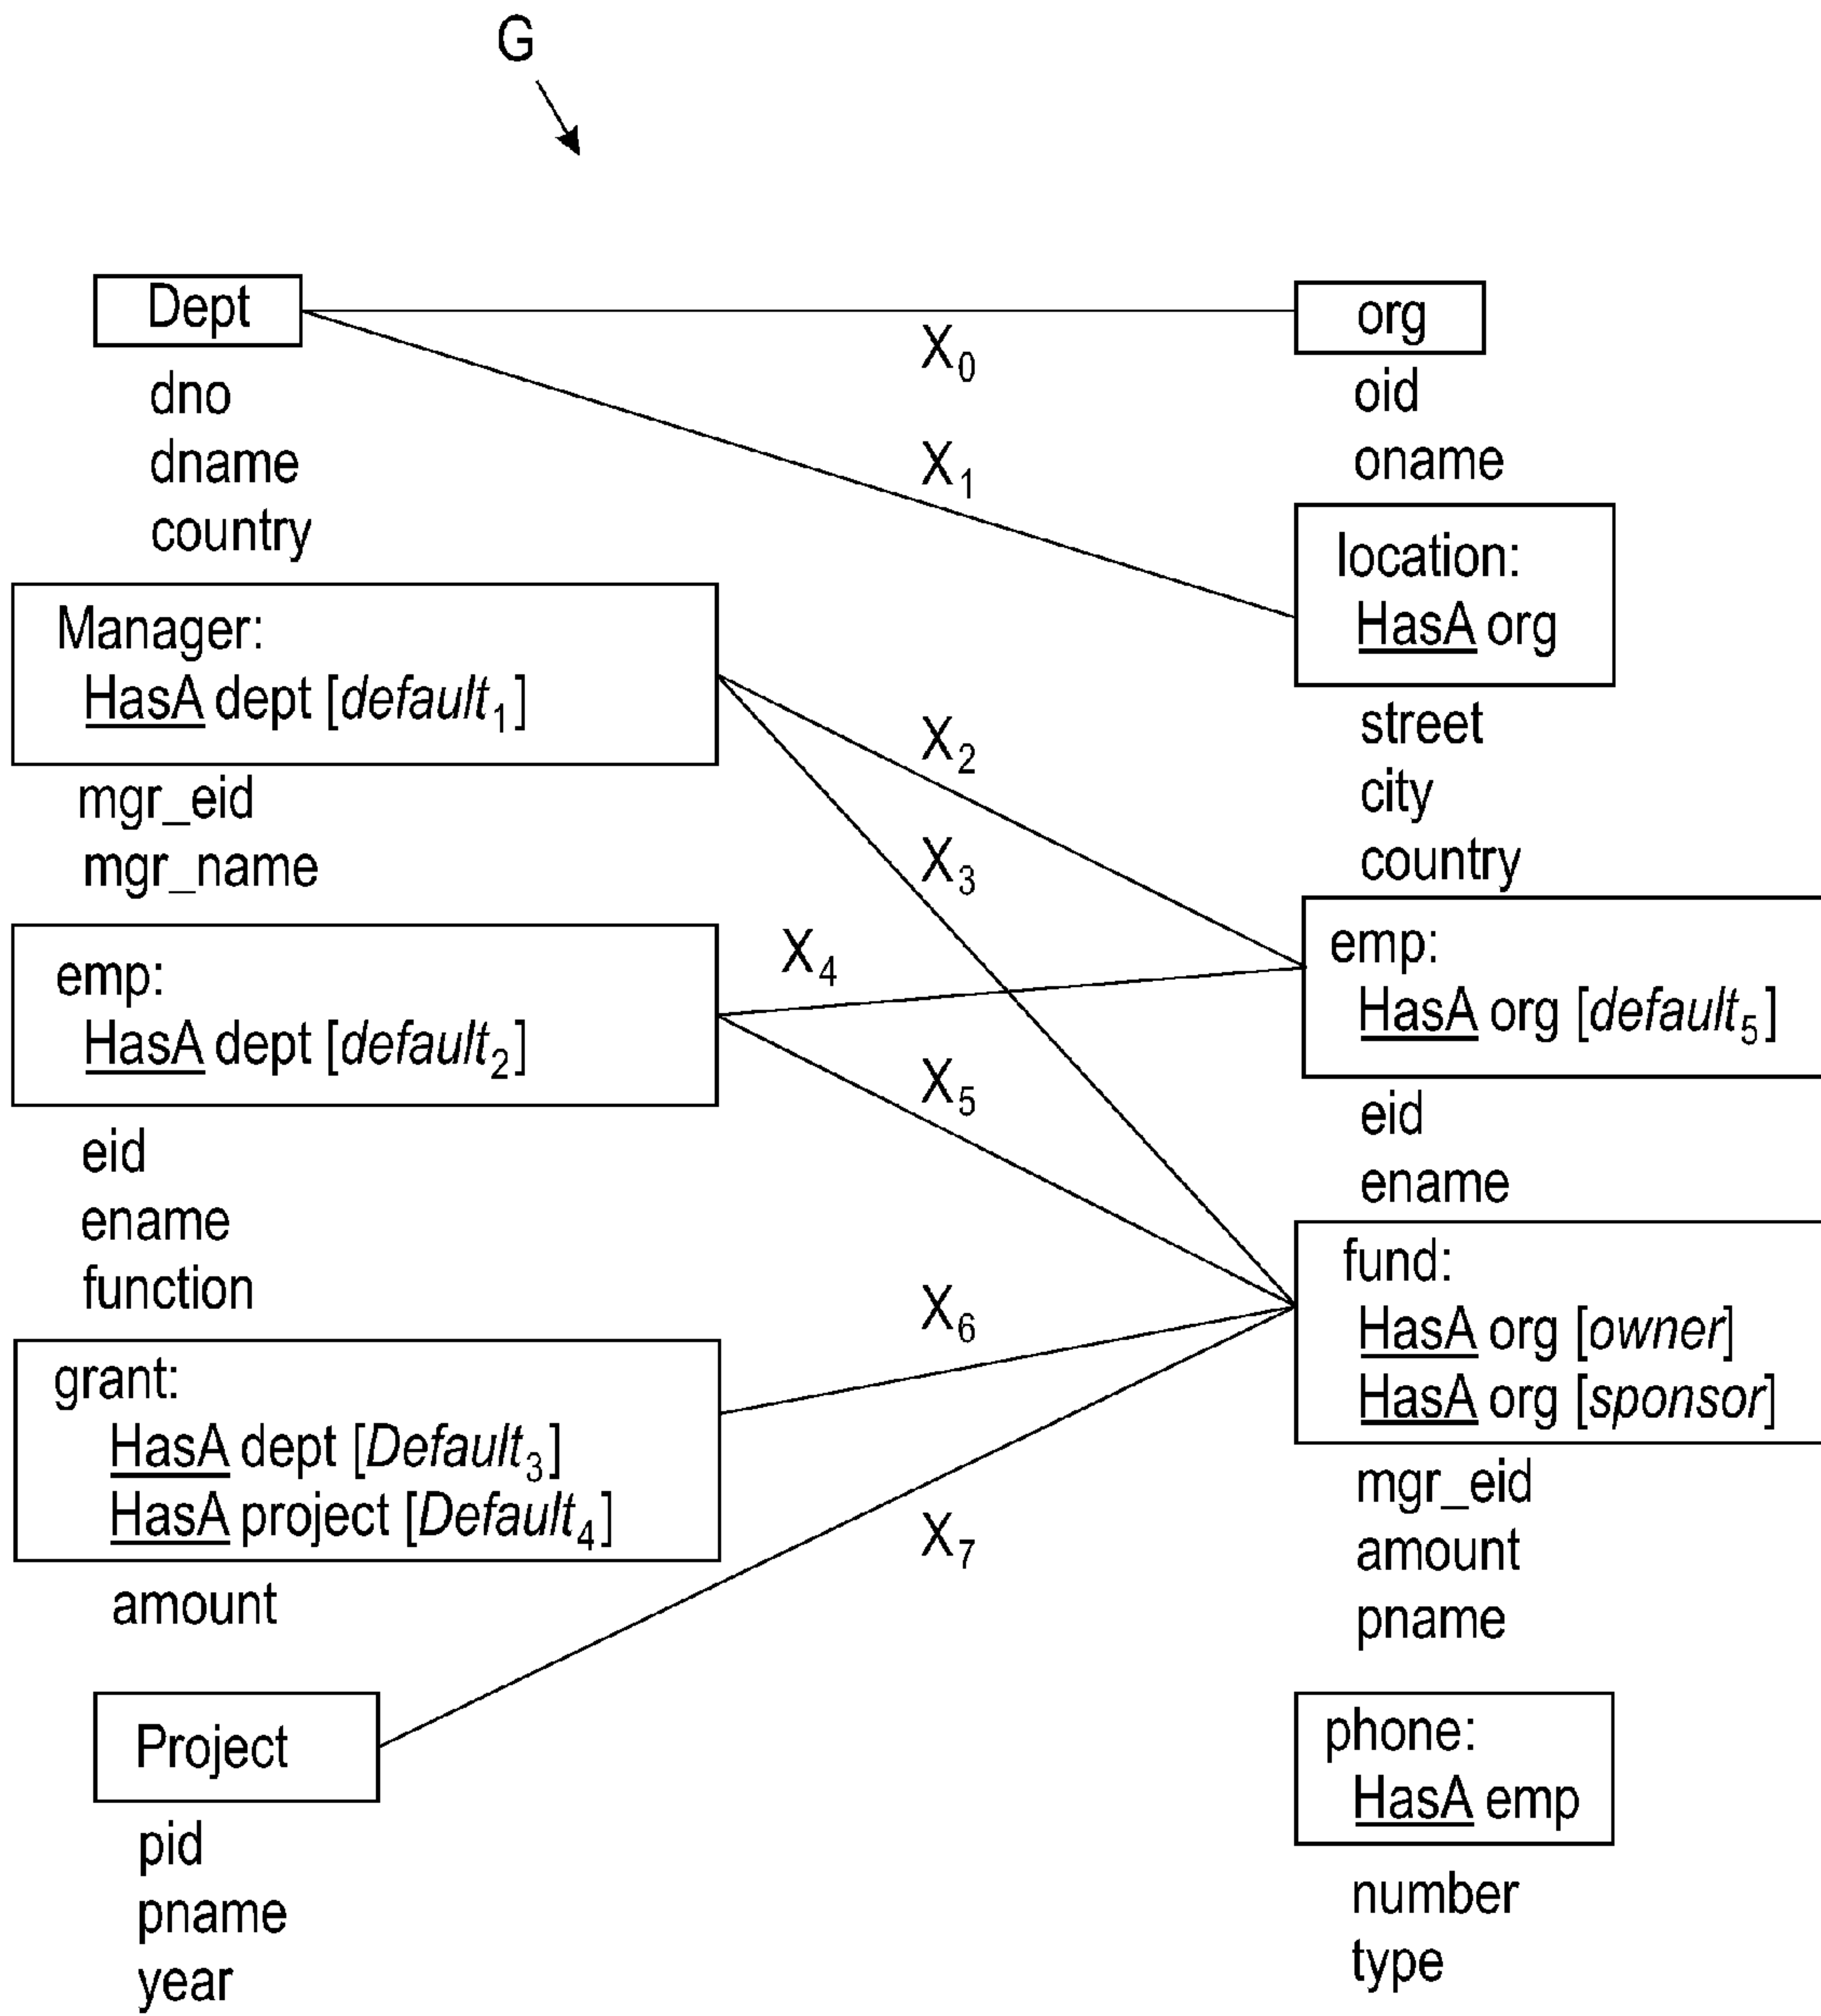 G
Dept
dno
dname
country
Manager:
HasA dept [default₁]
mgr_eid
mgr_name
emp:
HasA dept [default₂]
eid
ename
function
grant:
HasA dept [Default₃]
HasA project [Default₄]
amount
Project
pid
pname
year
X₀
X₁
X₂
X₃
X₄
X₅
X₆
X₇
org
oid
oname
location:
HasA org
street
city
country
emp:
HasA org [default₅]
eid
ename
fund:
HasA org [owner]
HasA org [sponsor]
mgr_eid
amount
pname
phone:
HasA emp
number
type